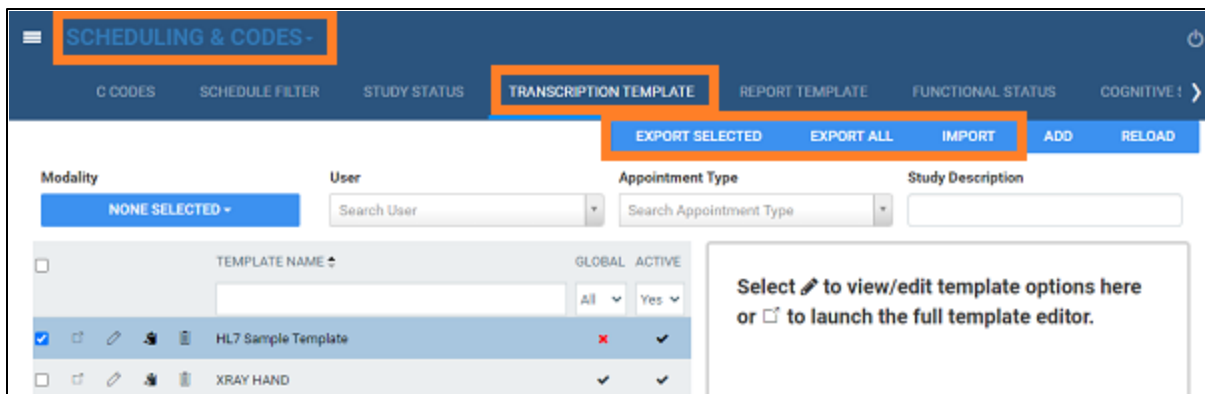 SCHEDULING & CODES
C CODES SCHEDULE FILTER STUDY STATUS TRANSCRIPTION TEMPLATE REPORT TEMPLATE FUNCTIONAL STATUS COGNITIVE S
EXPORT SELECTED EXPORT ALL IMPORT ADD RELOAD
Modality User Appointment Type Study Description
NONE SELECTED Search User Search Appointment Type
TEMPLATE NAME GLOBAL ACTIVE
All Yes
Select to view/edit template options here
or to launch the full template editor.
HL7 Sample Template
XRAY HAND